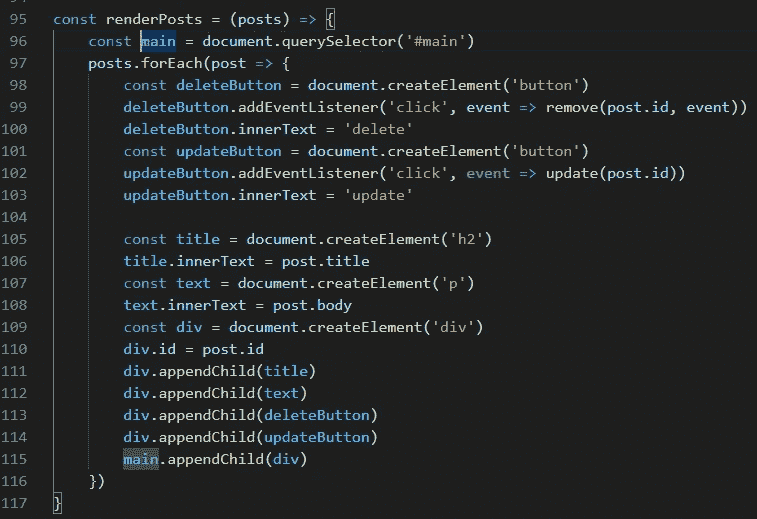 95 const renderPosts = (posts) => {
96     const main = document.querySelector('#main')
97     posts.forEach(post => {
98         const deleteButton = document.createElement('button')
99         deleteButton.addEventListener('click', event => remove(post.id, event))
100         deleteButton.innerText = 'delete'
101         const updateButton = document.createElement('button')
102         updateButton.addEventListener('click', event => update(post.id))
103         updateButton.innerText = 'update'
104
105         const title = document.createElement('h2')
106         title.innerText = post.title
107         const text = document.createElement('p')
108         text.innerText = post.body
109         const div = document.createElement('div')
110         div.id = post.id
111         div.appendChild(title)
112         div.appendChild(text)
113         div.appendChild(deleteButton)
114         div.appendChild(updateButton)
115         main.appendChild(div)
116     })
117 }